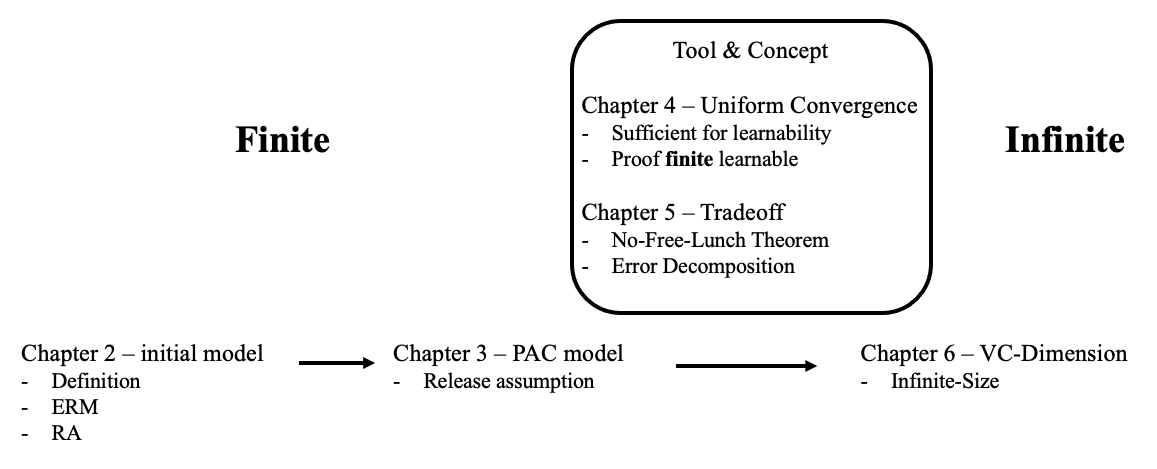 Tool & Concept
Chapter 4 – Uniform Convergence
- Sufficient for learnability
- Proof finite learnable
Finite
Infinite
Chapter 5 – Tradeoff
- No-Free-Lunch Theorem
- Error Decomposition
Chapter 2 – initial model
- Definition
- ERM
- RA
Chapter 3 – PAC model
- Release assumption
Chapter 6 – VC-Dimension
- Infinite-Size